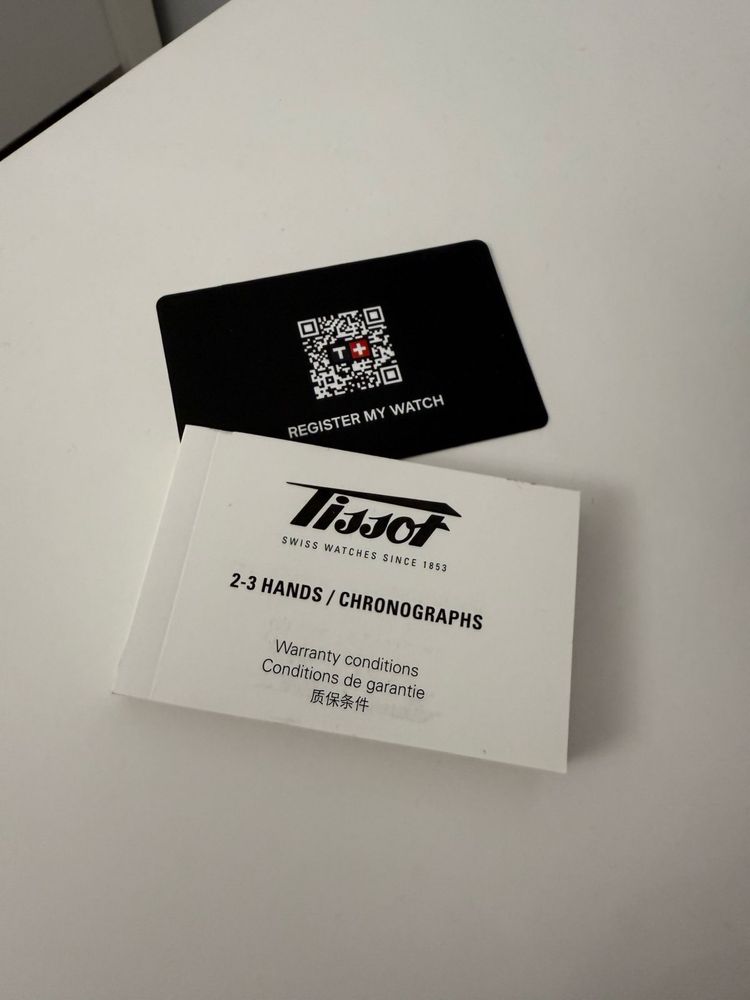 T+
REGISTER MY WATCH
Tissot
SWISS WATCHES SINCE 1853
2-3 HANDS / CHRONOGRAPHS
Warranty conditions
Conditions de garantie
质保条件